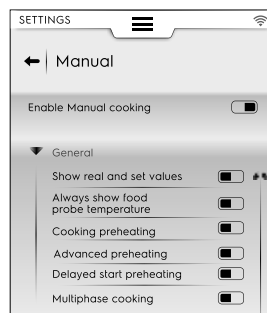 SETTINGS
Manual
Enable Manual cooking
General
Show real and set values
Always show food
probe temperature
Cooking preheating
Advanced preheating
Delayed start preheating
Multiphase cooking